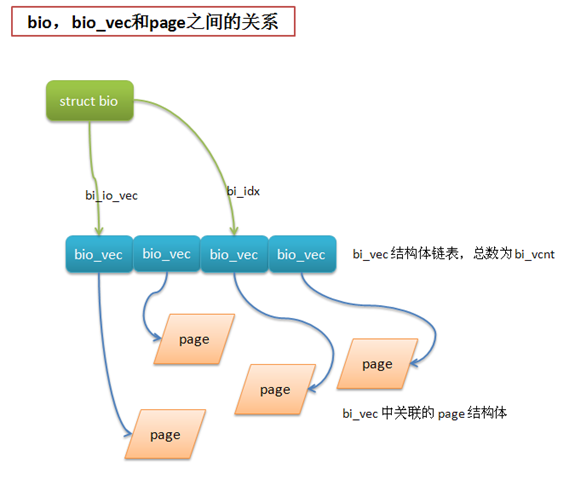 bio，bio_vec和page之间的关系
struct bio
bi_io_vec
bi_idx
bio_vec
bio_vec
bio_vec
bio_vec
bi_vec 结构体链表，总数为 bi_vcnt
page
page
page
bi_vec 中关联的 page 结构体
page